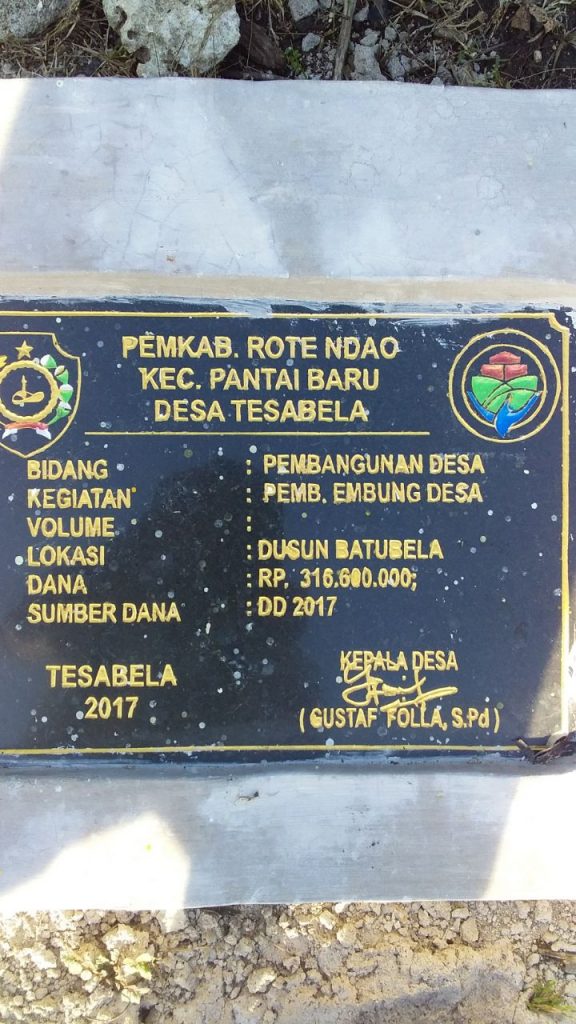 PEMKAB. ROTE NDAO
KEC. PANTAI BARU
DESA TESABELA
BIDANG : PEMBANGUNAN DESA
KEGIATAN : PEMB. EMBUNG DESA
VOLUME :
LOKASI : DUSUN BATUBELA
DANA : RP, 316.600.000;
SUMBER DANA : DD 2017
TESABELA
2017
KEPALA DESA
( GUSTAF FOLLA, S.Pd )